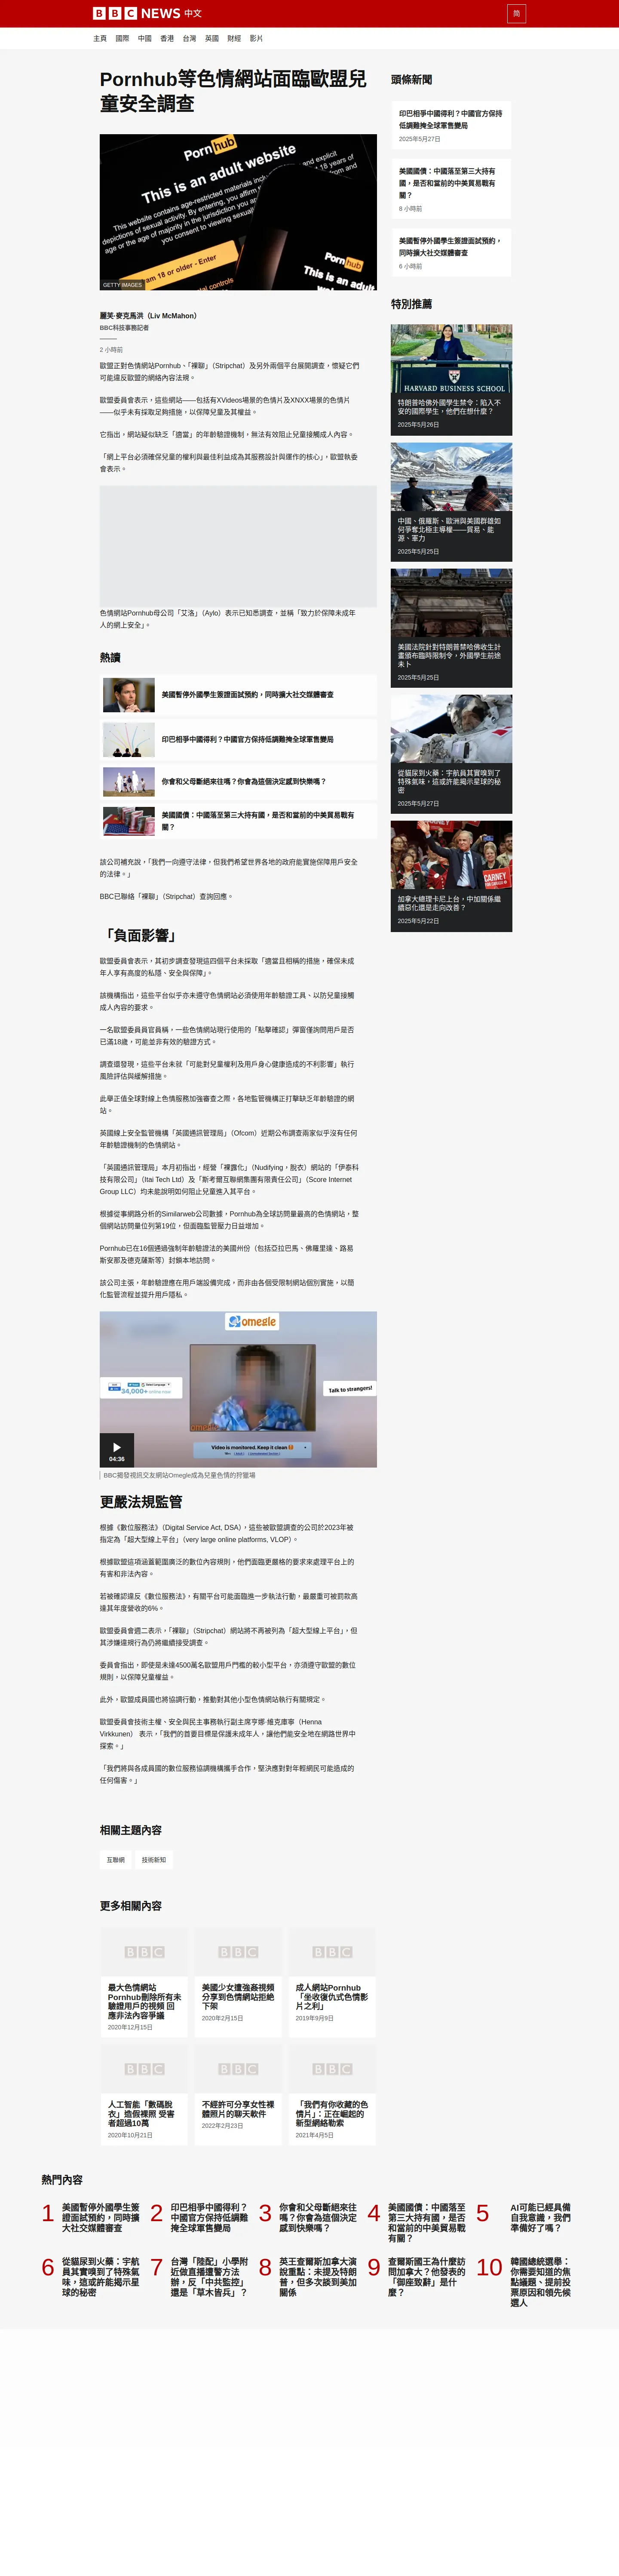 BBC NEWS 中文
简
主頁 國際 中國 香港 台灣 英國 財經 影片
Pornhub等色情網站面臨歐盟兒
童安全調查
Pornhub
This is an adult website
GETTY IMAGES
麗芙·麥克馬洪（Liv McMahon）
BBC科技事務記者
2 小時前
歐盟正對色情網站Pornhub、「裸聊」（Stripchat）及另外兩個平台展開調查，懷疑它們
可能違反歐盟的網絡內容法規。
歐盟委員會表示，這些網站——包括有XVideos場景的色情片及XNXX場景的色情片
——似乎未有採取足夠措施，以保障兒童及其權益。
它指出，網站疑似缺乏「適當」的年齡驗證機制，無法有效阻止兒童接觸成人內容。
「網上平台必須確保兒童的權利與最佳利益成為其服務設計與運作的核心」，歐盟執委
會表示。
色情網站Pornhub母公司「艾洛」（Aylo）表示已知悉調查，並稱「致力於保障未成年
人的網上安全」。
熱讀
美國暫停外國學生簽證面試預約，同時擴大社交媒體審查
印巴相爭中國得利？中國官方保持低調難掩全球軍售變局
你會和父母斷絕來往嗎？你會為這個決定感到快樂嗎？
美國國債：中國落至第三大持有國，是否和當前的中美貿易戰有
關？
該公司補充說，「我們一向遵守法律，但我們希望世界各地的政府能實施保障用戶安全
的法律。」
BBC已聯絡「裸聊」（Stripchat）查詢回應。
「負面影響」
歐盟委員會表示，其初步調查發現這四個平台未採取「適當且相稱的措施，確保未成
年人享有高度的私隱、安全與保障」。
該機構指出，這些平台似乎亦未遵守色情網站必須使用年齡驗證工具、以防兒童接觸
成人內容的要求。
一名歐盟委員員官員稱，一些色情網站現行使用的「點擊確認」彈窗僅詢問用戶是否
已滿18歲，可能並非有效的驗證方式。
調查還發現，這些平台未就「可能對兒童權利及用戶身心健康造成的不利影響」執行
風險評估與緩解措施。
此舉正值全球對線上色情服務加強審查之際，各地監管機構正打擊缺乏年齡驗證的網
站。
英國線上安全監管機構「英國通訊管理局」（Ofcom）近期公布調查兩家似乎沒有任何
年齡驗證機制的色情網站。
「英國通訊管理局」本月初指出，經營「裸露化」（Nudifying，脫衣）網站的「伊泰科
技有限公司」（Itai Tech Ltd）及「斯考爾互聯網集團有限責任公司」（Score Internet
Group LLC）均未能說明如何阻止兒童進入其平台。
根據從事網路分析的Similarweb公司數據，Pornhub為全球訪問量最高的色情網站，整
個網站訪問量位列第19位，但面臨監管壓力日益增加。
Pornhub已在16個通過強制年齡驗證法的美國州份（包括亞拉巴馬、佛羅里達、路易
斯安那及德克薩斯等）封鎖本地訪問。
該公司主張，年齡驗證應在用戶端設備完成，而非由各個受限制網站個別實施，以簡
化監管流程並提升用戶隱私。
omegle
34,000+ online now
Talk to strangers!
omegle
Video is monitored. Keep it clean
04:36
BBC揭發視訊交友網站Omegle成為兒童色情的狩獵場
更嚴法規監管
根據《數位服務法》（Digital Service Act, DSA），這些被歐盟調查的公司於2023年被
指定為「超大型線上平台」（very large online platforms, VLOP）。
根據歐盟這項涵蓋範圍廣泛的數位內容規則，他們面臨更嚴格的要求來處理平台上的
有害和非法內容。
若被確認違反《數位服務法》，有關平台可能面臨進一步執法行動，最嚴重可被罰款高
達其年度營收的6%。
歐盟委員會週二表示，「裸聊」（Stripchat）網站將不再被列為「超大型線上平台」，但
其涉嫌違規行為仍將繼續接受調查。
委員會指出，即使是未達4500萬名歐盟用戶門檻的較小型平台，亦須遵守歐盟的數位
規則，以保障兒童權益。
此外，歐盟成員國也將協調行動，推動對其他小型色情網站執行有關規定。
歐盟委員會技術主權、安全與民主事務執行副主席亨娜·維克庫寧（Henna
Virkkunen） 表示，「我們的首要目標是保護未成年人，讓他們能安全地在網路世界中
探索。」
「我們將與各成員國的數位服務協調機構攜手合作，堅決應對對年輕網民可能造成的
任何傷害。」
相關主題內容
互聯網 技術新知
更多相關內容
最大色情網站
Pornhub刪除所有未
驗證用戶的視頻 回
應非法內容爭議
2020年12月15日
美國少女遭強姦視頻
分享到色情網站拒絶
下架
2020年2月15日
成人網站Pornhub
「坐收復仇式色情影
片之利」
2019年9月9日
人工智能「數碼脫
衣」造假裸照 受害
者超過10萬
2020年10月21日
不經許可分享女性裸
體照片的聊天軟件
2022年2月23日
「我們有你收藏的色
情片」：正在崛起的
新型網絡勒索
2021年4月5日
頭條新聞
印巴相爭中國得利？中國官方保持
低調難掩全球軍售變局
2025年5月27日
美國國債：中國落至第三大持有
國，是否和當前的中美貿易戰有
關？
8 小時前
美國暫停外國學生簽證面試預約，
同時擴大社交媒體審查
6 小時前
特別推薦
HARVARD BUSINESS SCHOOL
特朗普哈佛外國學生禁令：陷入不
安的國際學生，他們在想什麼？
2025年5月26日
中國、俄羅斯、歐洲與美國群雄如
何爭奪北極主導權——貿易、能
源、軍力
2025年5月25日
美國法院針對特朗普禁哈佛收生計
畫頒布臨時限制令，外國學生前途
未卜
2025年5月25日
從貓尿到火藥：宇航員其實嗅到了
特殊氣味，這或許能揭示星球的秘
密
2025年5月27日
CARNEY
加拿大總理卡尼上台，中加關係繼
續惡化還是走向改善？
2025年5月22日
熱門內容
1 美國暫停外國學生簽
證面試預約，同時擴
大社交媒體審查
2 印巴相爭中國得利？
中國官方保持低調難
掩全球軍售變局
3 你會和父母斷絕來往
嗎？你會為這個決定
感到快樂嗎？
4 美國國債：中國落至
第三大持有國，是否
和當前的中美貿易戰
有關？
5 AI可能已經具備
自我意識，我們
準備好了嗎？
6 從貓尿到火藥：宇航
員其實嗅到了特殊氣
味，這或許能揭示星
球的秘密
7 台灣「陸配」小學附
近做直播遭警方法
辦，反「中共監控」
還是「草木皆兵」？
8 英王查爾斯加拿大演
說重點：未提及特朗
普，但多次談到美加
關係
9 查爾斯國王為什麼訪
問加拿大？他發表的
「御座致辭」是什
麼？
10 韓國總統選舉：
你需要知道的焦
點議題、提前投
票原因和領先候
選人